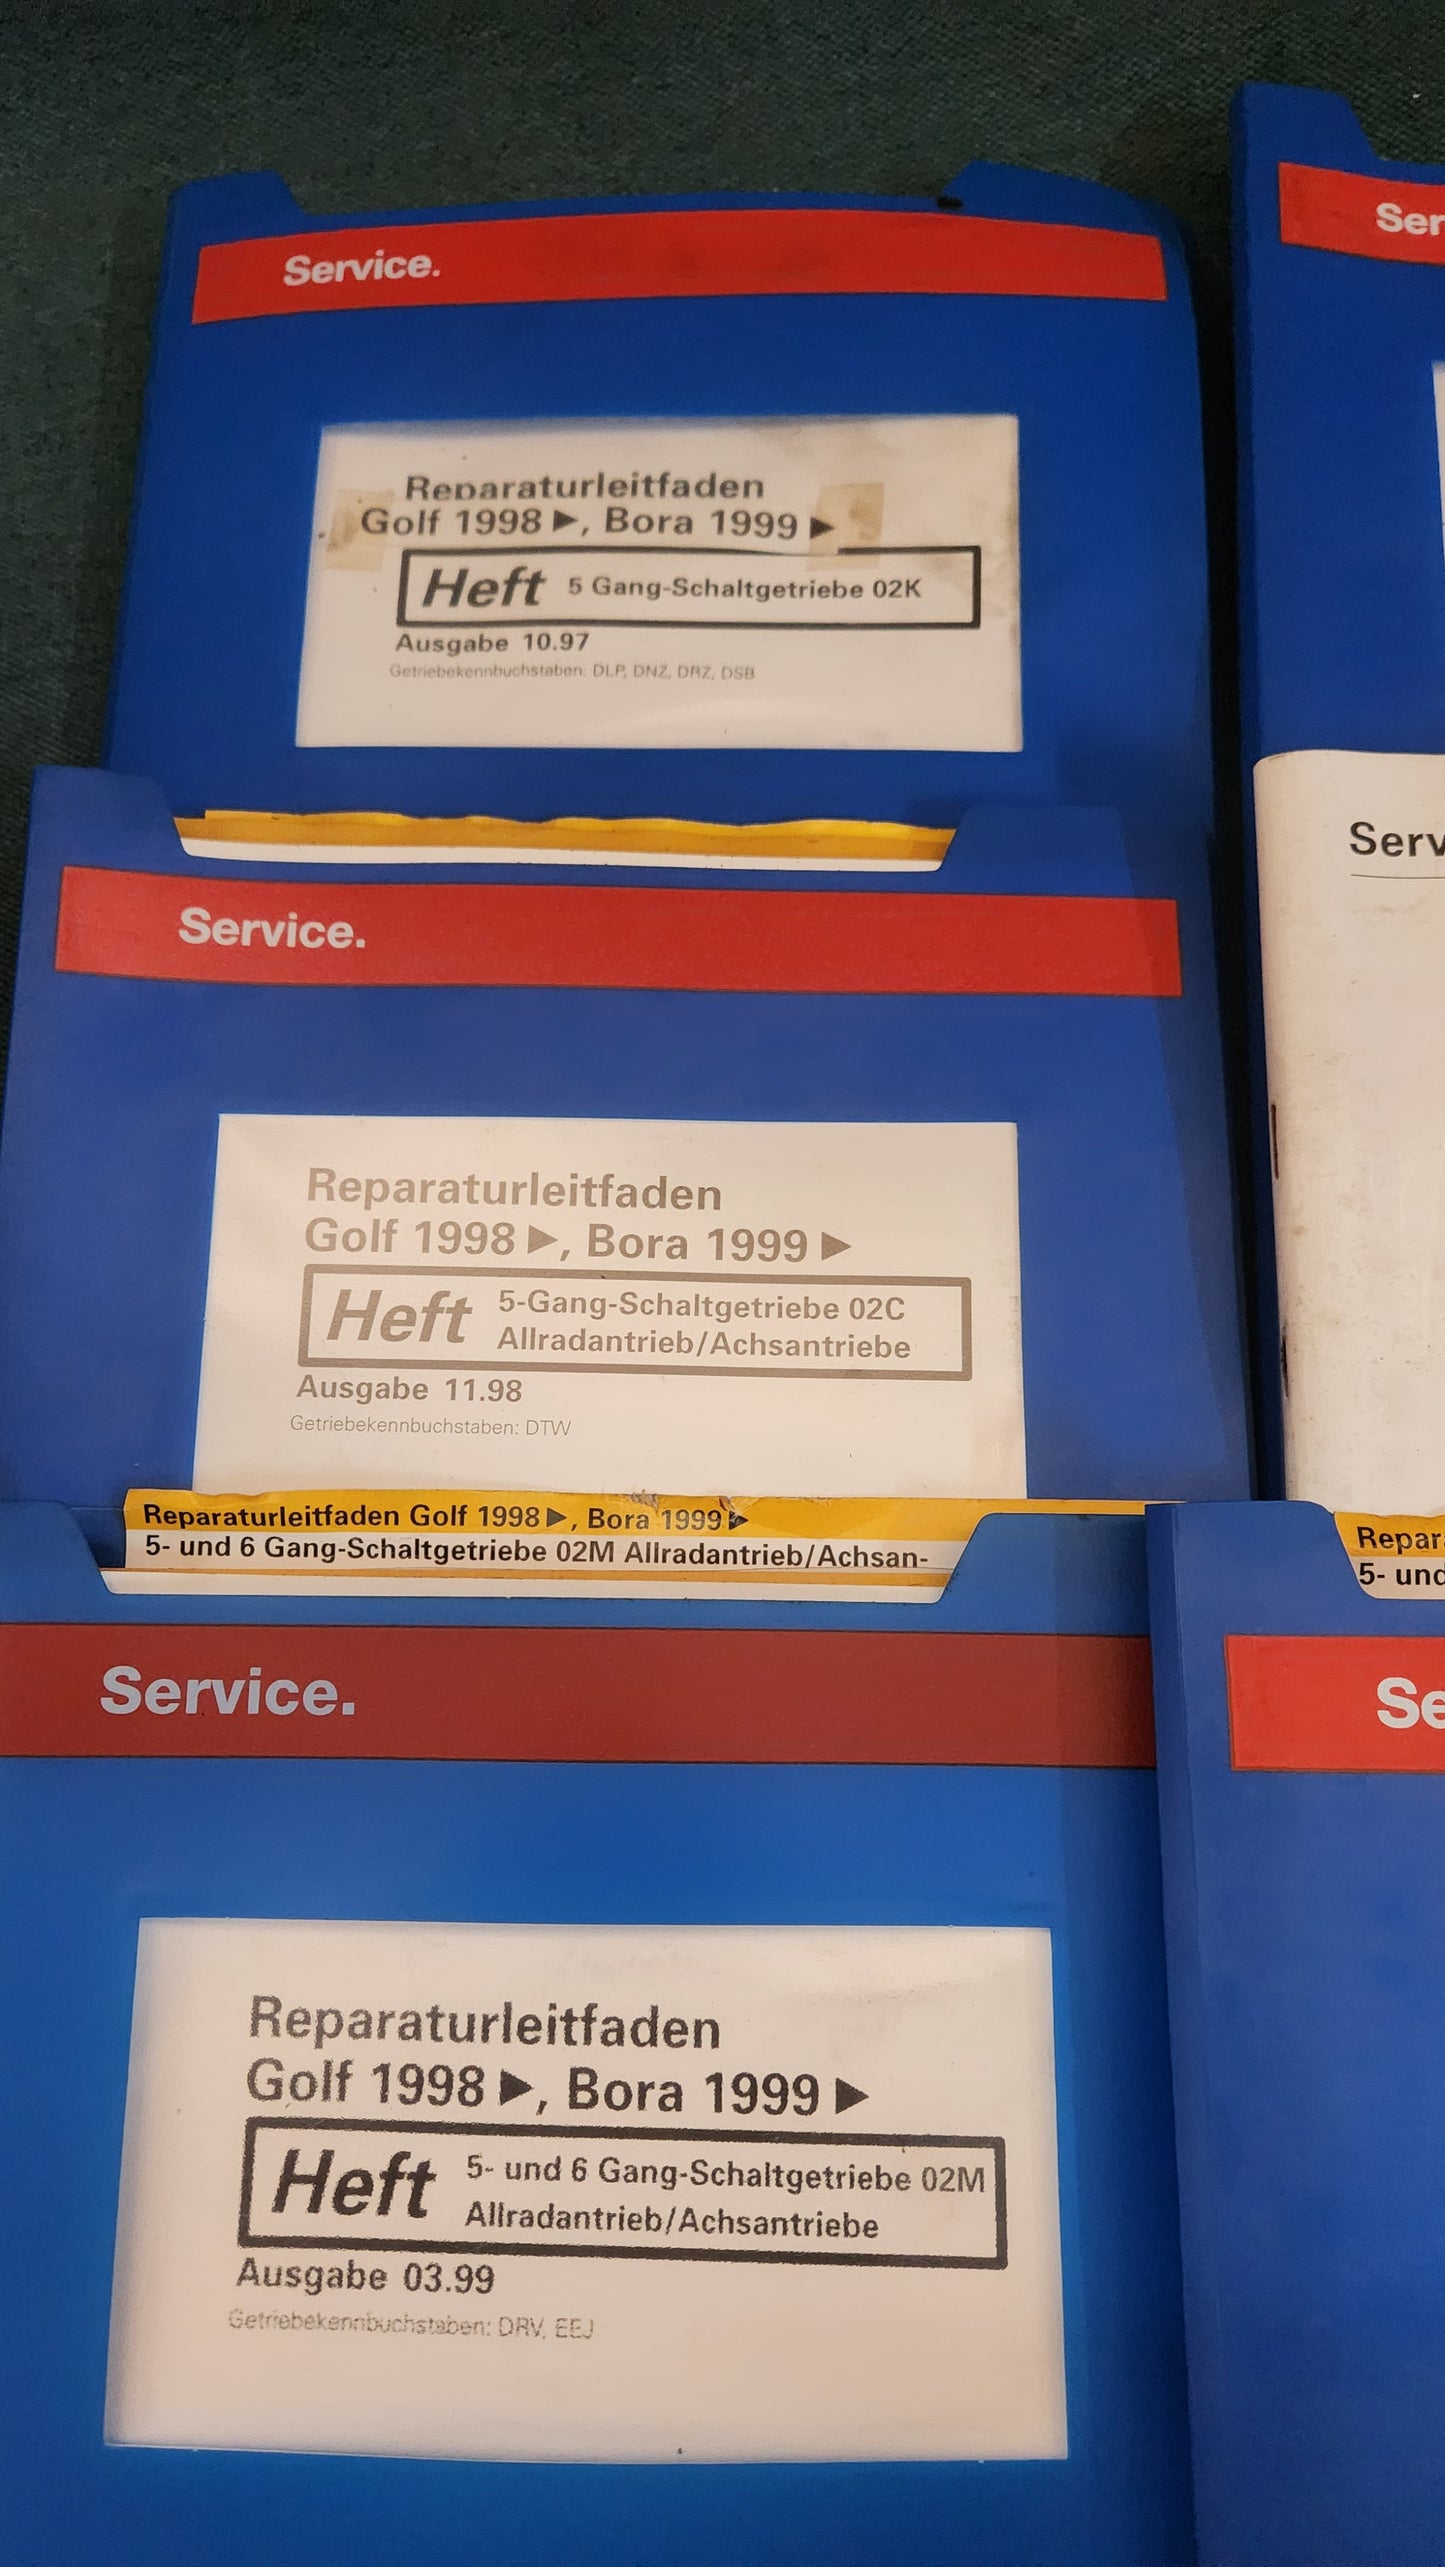 Service.
Reparaturleitfaden
Golf 1998 ►, Bora 1999 ►
Heft 5 Gang-Schaltgetriebe 02K
Ausgabe 10.97
Getriebekennbuchstaben: DLP, DNZ, DRZ, DSB
Service.
Reparaturleitfaden
Golf 1998 ►, Bora 1999 ►
Heft 5-Gang-Schaltgetriebe 02C
Allradantrieb/Achsantriebe
Ausgabe 11.98
Getriebekennbuchstaben: DTW
Reparaturleitfaden Golf 1998 ►, Bora 1999 ►
5- und 6 Gang-Schaltgetriebe 02M Allradantrieb/Achsan-
Service.
Reparaturleitfaden
Golf 1998 ►, Bora 1999 ►
Heft 5- und 6 Gang-Schaltgetriebe 02M
Allradantrieb/Achsantriebe
Ausgabe 03.99
Getriebekennbuchstaben: DRV, EEJ
Ser
Serv
Repar
5- und
Se